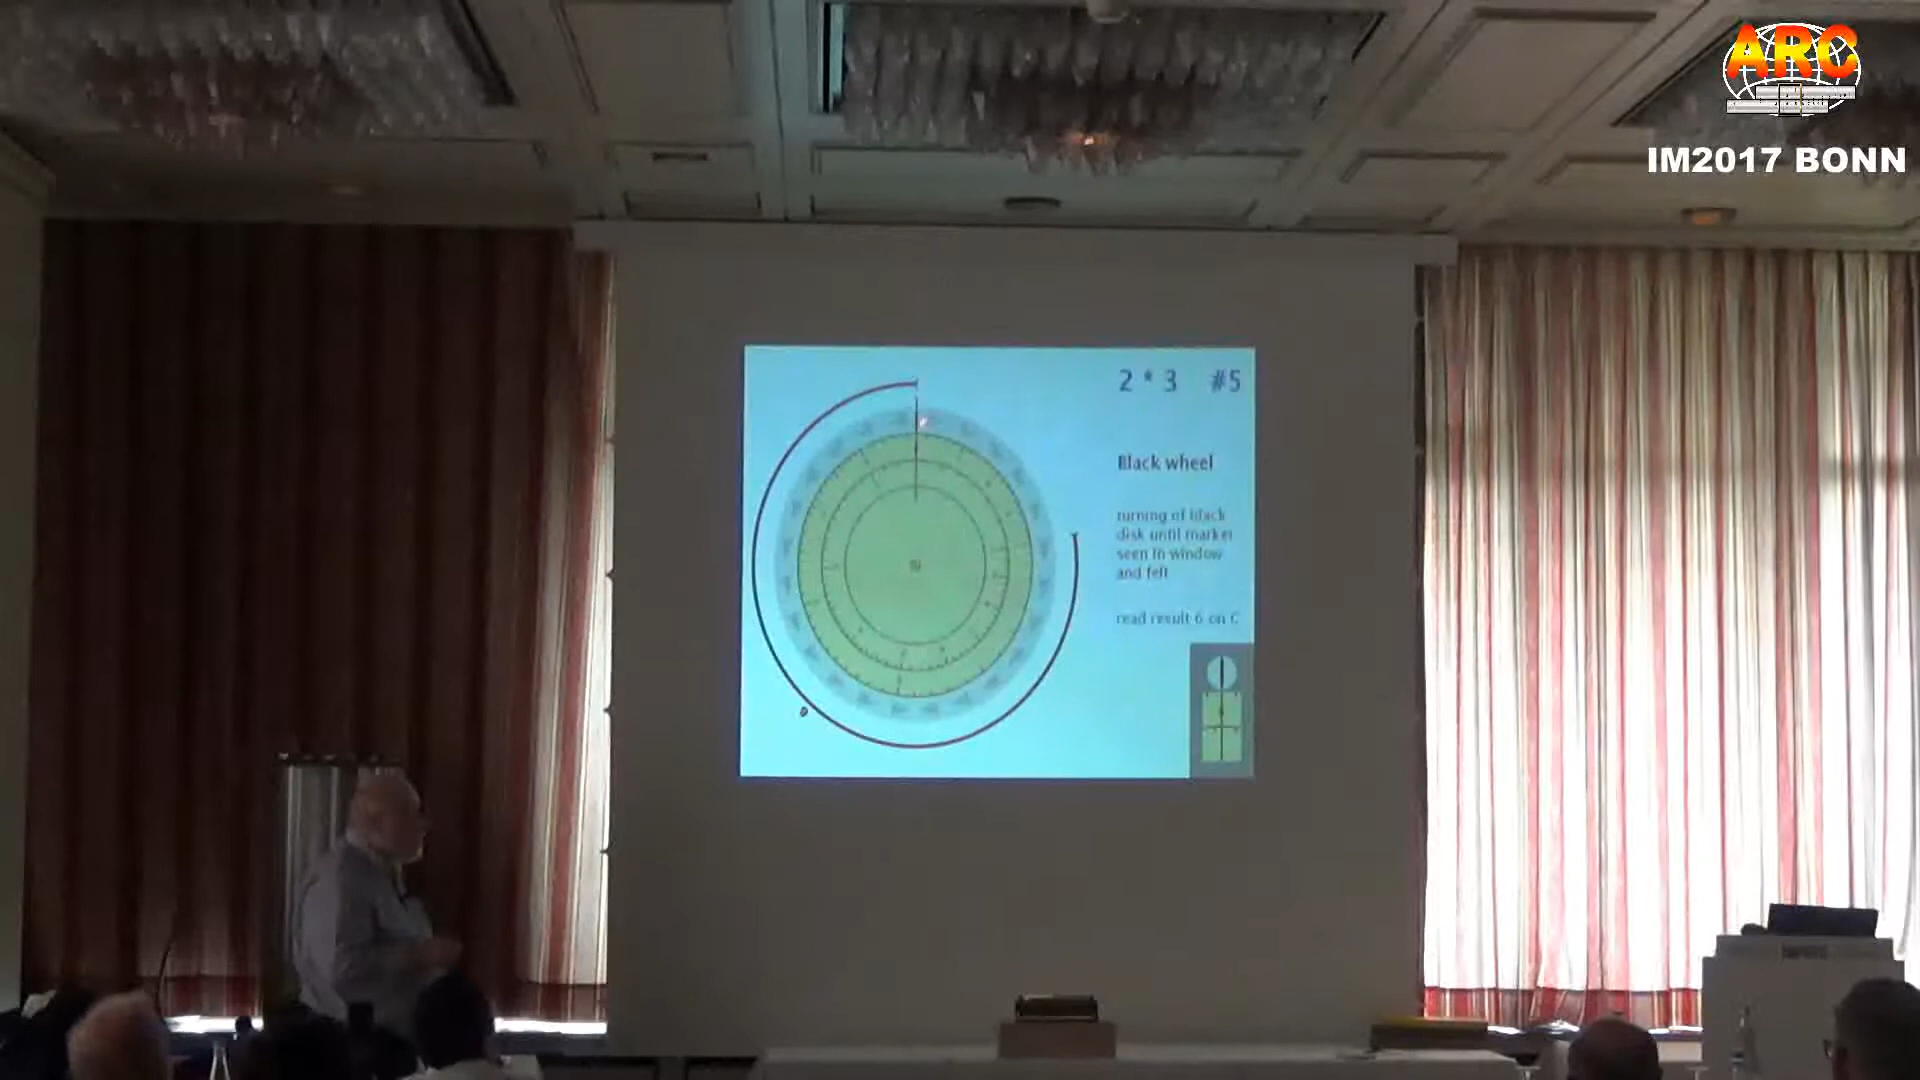 ARC
IM2017 BONN
2 * 3 #5
Black wheel
turning of black
disk until marker
seen in window
and felt
read result 6 on C